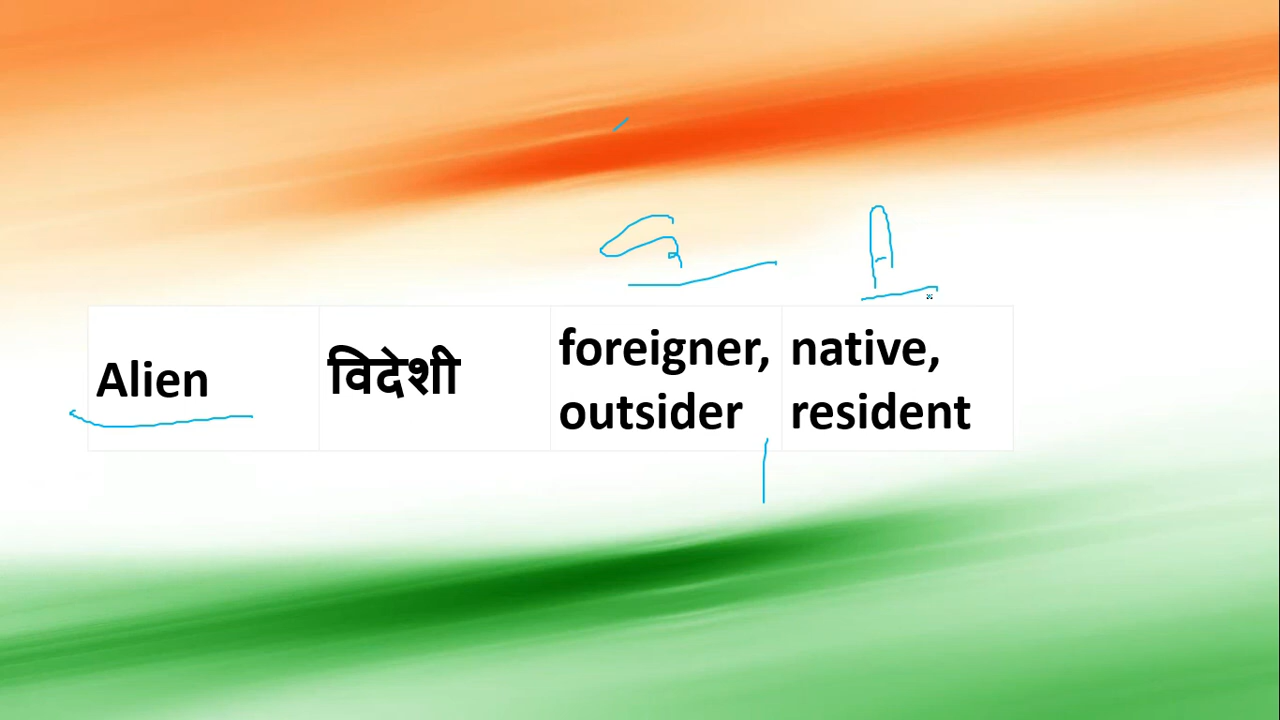 S A
Alien विदेशी foreigner, native,
outsider resident